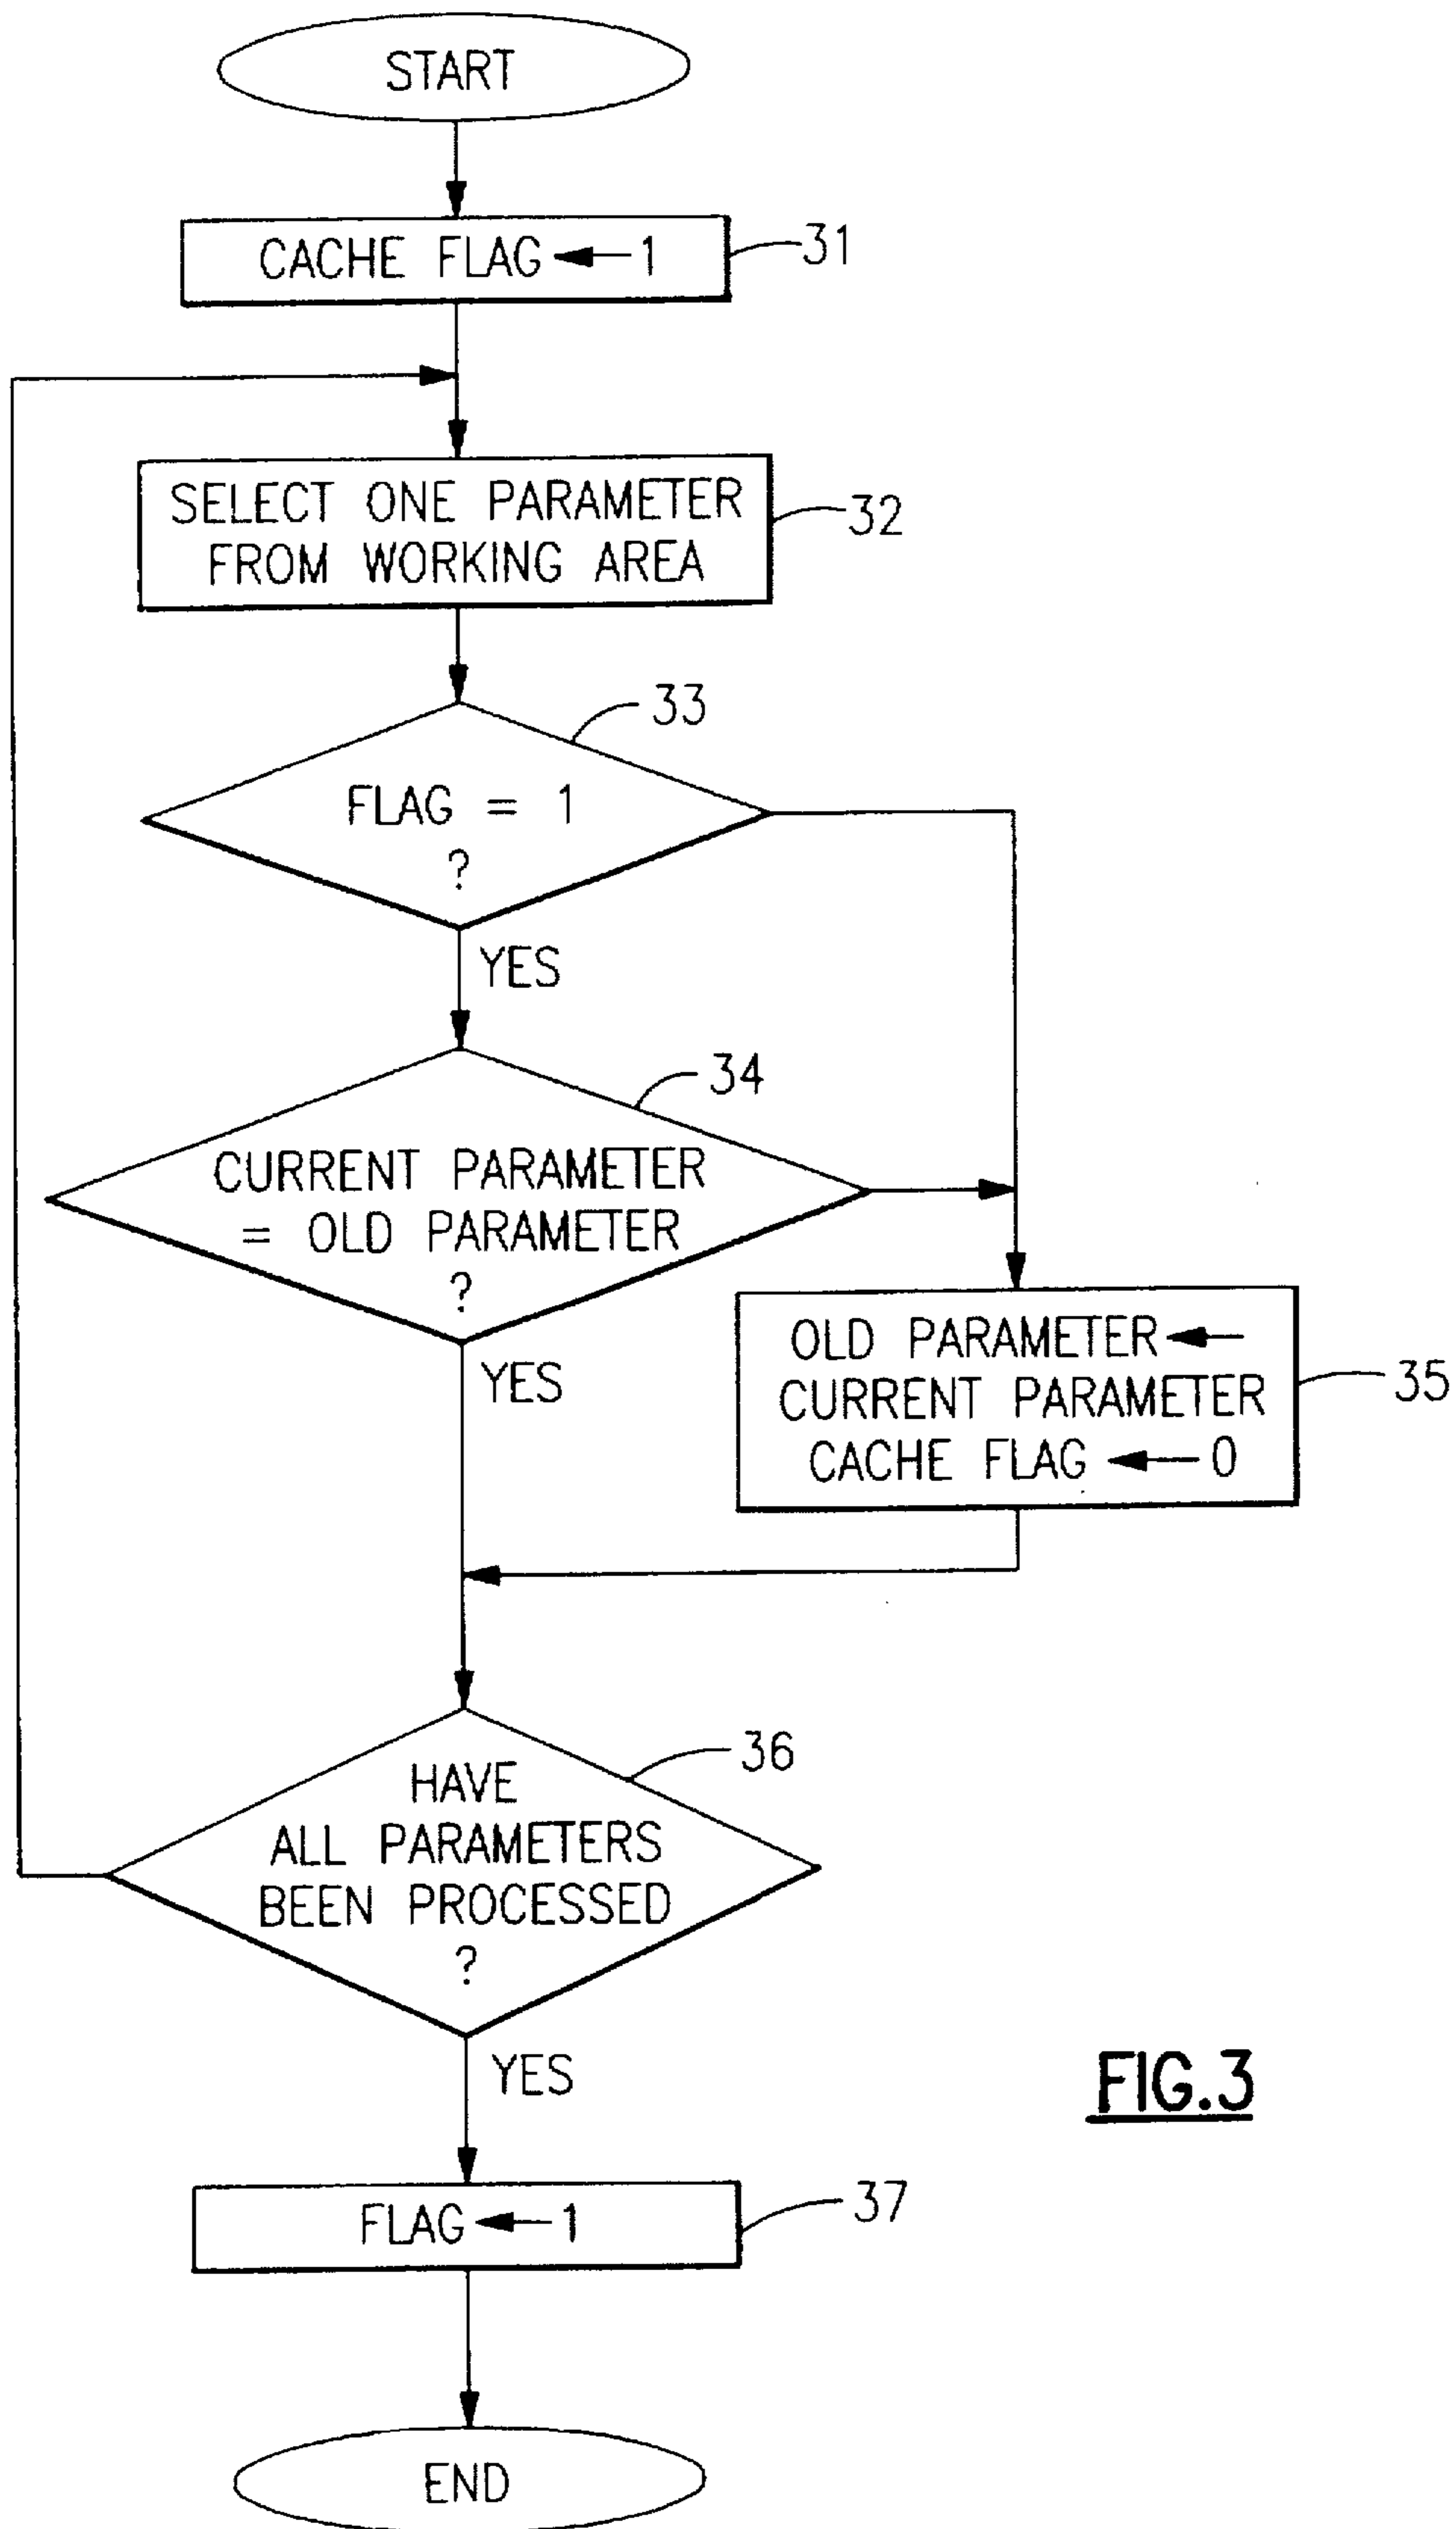 START
CACHE FLAG ← 1
31
SELECT ONE PARAMETER
FROM WORKING AREA
32
33
FLAG = 1
?
YES
34
CURRENT PARAMETER
= OLD PARAMETER
?
YES
OLD PARAMETER ←
CURRENT PARAMETER
CACHE FLAG ← 0
35
36
HAVE
ALL PARAMETERS
BEEN PROCESSED
?
YES
FLAG ← 1
37
END
FIG.3